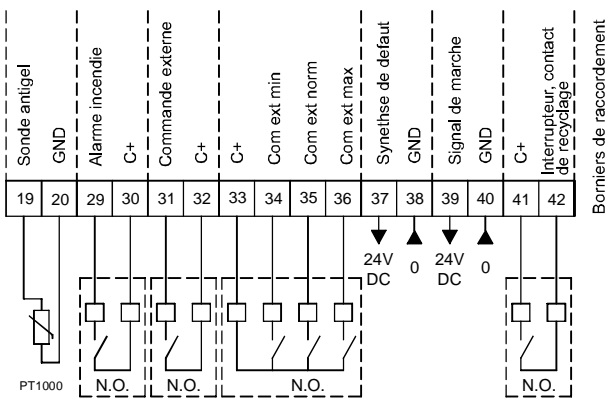 Sonde antigel
GND
Alarme incendie
C+
Commande externe
C+
C+
Com ext min
Com ext norm
Com ext max
Synethse de defaut
GND
Signal de marche
GND
C+
Interrupteur, contact
de recyclage
Borniers de raccordement
19 20 29 30 31 32 33 34 35 36 37 38 39 40 41 42
24V
DC
0
24V
DC
0
PT1000
N.O.
N.O.
N.O.
N.O.